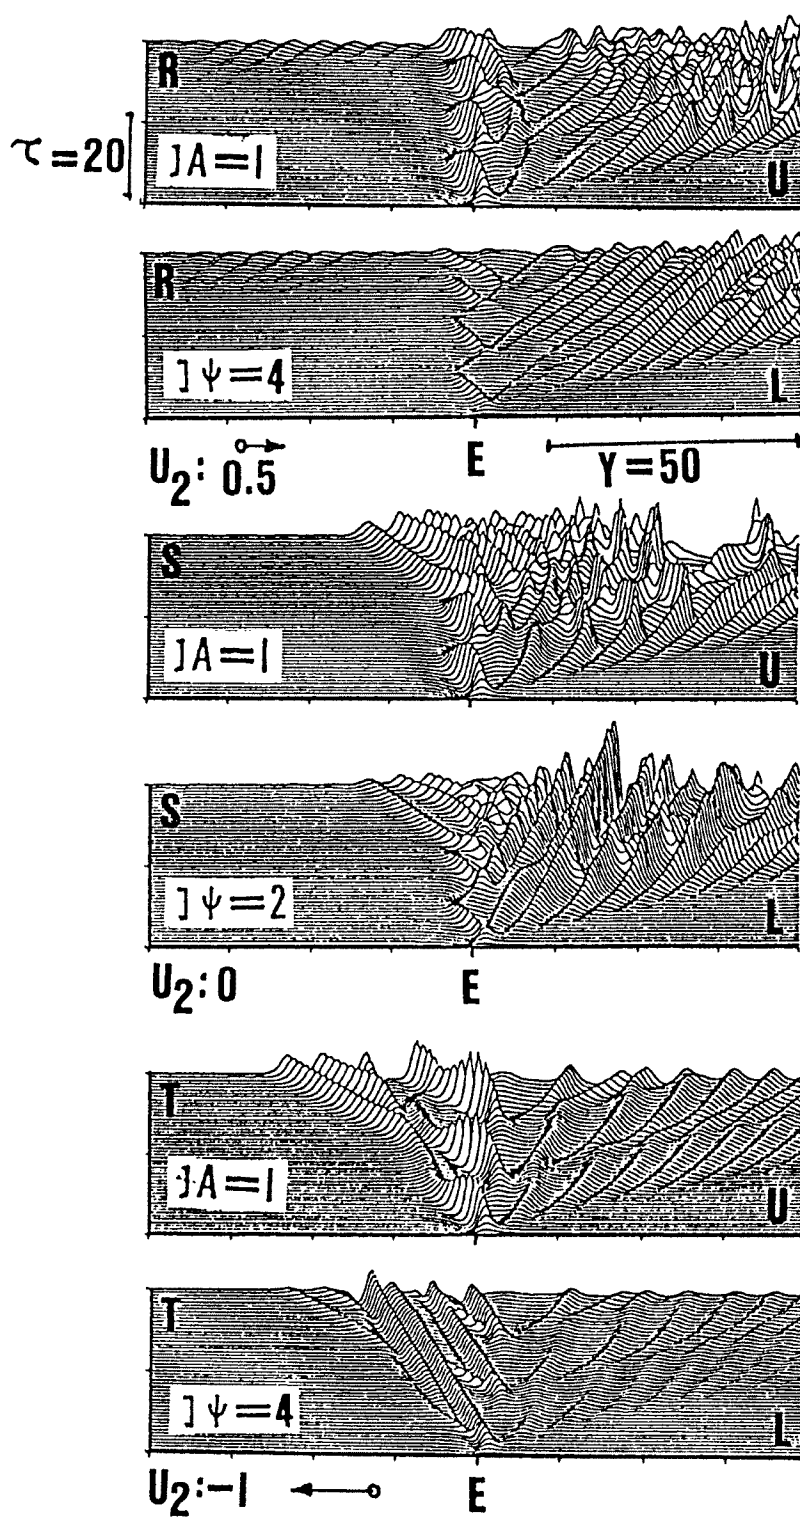 R
τ=20
]A=1
U
R
]ψ=4
L
U₂: 0.5
E
Y=50
S
]A=1
U
S
]ψ=2
L
U₂:0
E
T
]A=1
U
T
]ψ=4
L
U₂:-1
E